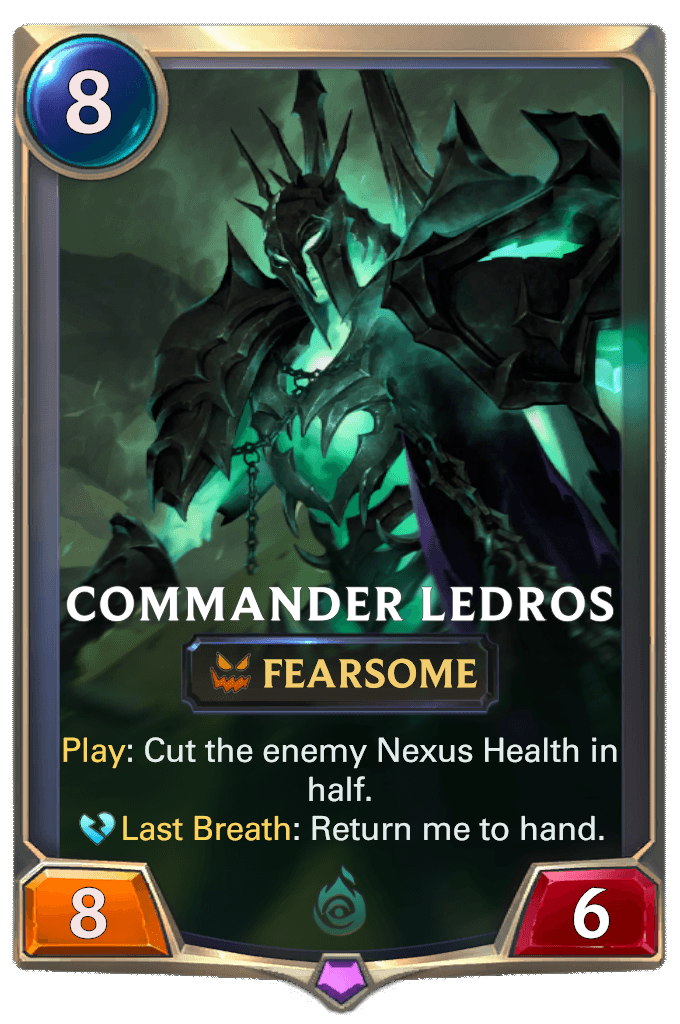 8
COMMANDER LEDROS
FEARSOME
Play: Cut the enemy Nexus Health in
half.
Last Breath: Return me to hand.
8
6